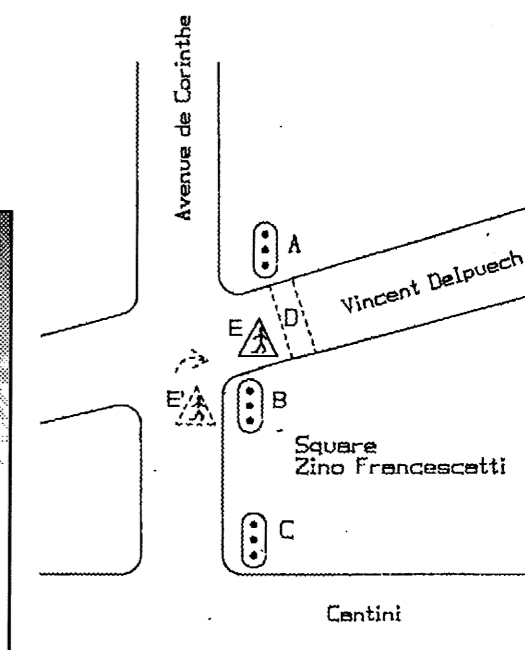 Avenue de Corinthe
A
Vincent Delpuech
D
E
E
B
Square
Zino Francescatti
C
Cantini